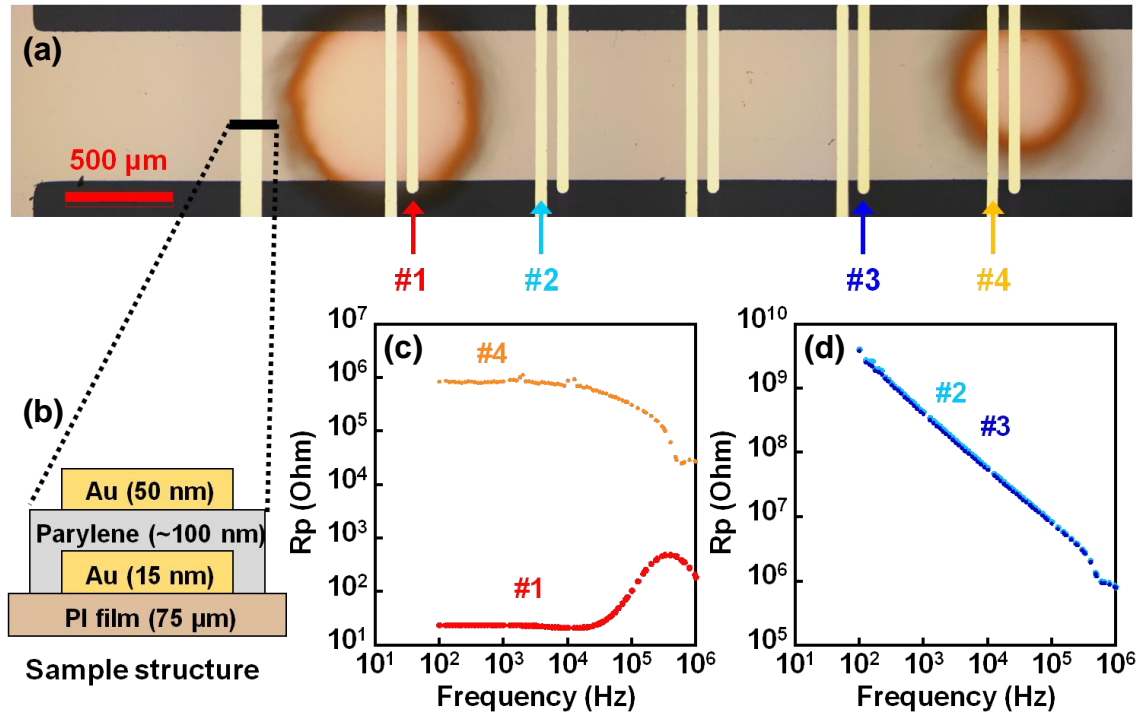 (a)
500 µm
#1
#2
#3
#4
(b)
Au (50 nm)
Parylene (~100 nm)
Au (15 nm)
PI film (75 µm)
Sample structure
(c)
#4
#1
Rp (Ohm)
10⁷
10⁶
10⁵
10⁴
10³
10²
10¹
10¹ 10² 10³ 10⁴ 10⁵ 10⁶
Frequency (Hz)
(d)
#2
#3
Rp (Ohm)
10¹⁰
10⁹
10⁸
10⁷
10⁶
10⁵
10¹ 10² 10³ 10⁴ 10⁵ 10⁶
Frequency (Hz)